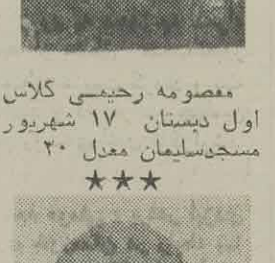 معصومه رحیمی کلاس
اول دبستان ۱۷ شهریور
مسجدسلیمان معدل ۲۰
★★★